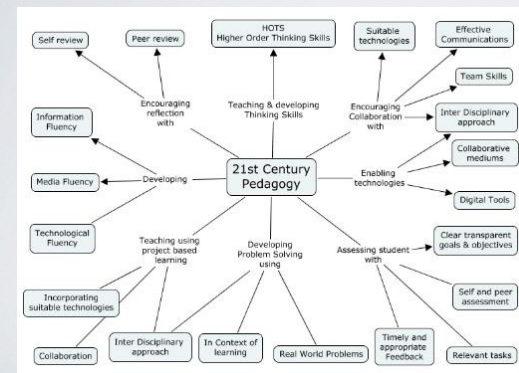 HOTS
Higher Order Thinking Skills
Suitable
technologies
Effective
Communications
Self review
Peer review
Team Skills
Encouraging
reflection
with
Teaching & developing
Thinking Skills
Encouraging
Collaboration
with
Inter Disciplinary
approach
Information
Fluency
Collaborative
mediums
21st Century
Pedagogy
Enabling
technologies
Media Fluency
Developing
Digital Tools
Technological
Fluency
Teaching using
project based
learning
Developing
Problem Solving
using
Assessing student
with
Clear transparent
goals & objectives
Incorporating
suitable technologies
Self and peer
assessment
Collaboration
Inter Disciplinary
approach
In Context of
learning
Real World Problems
Timely and
appropriate
Feedback
Relevant tasks